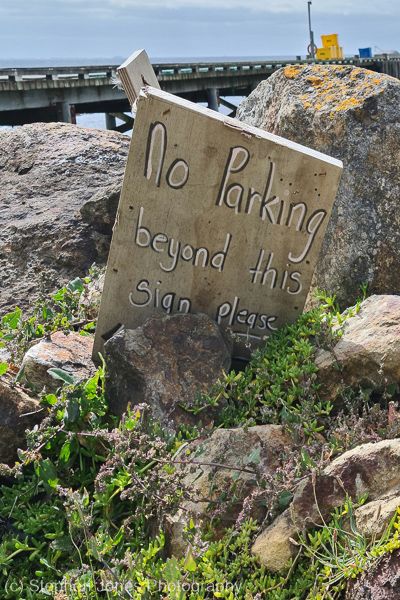 No Parking
beyond this
sign please
(c) Stephen Jones Photography